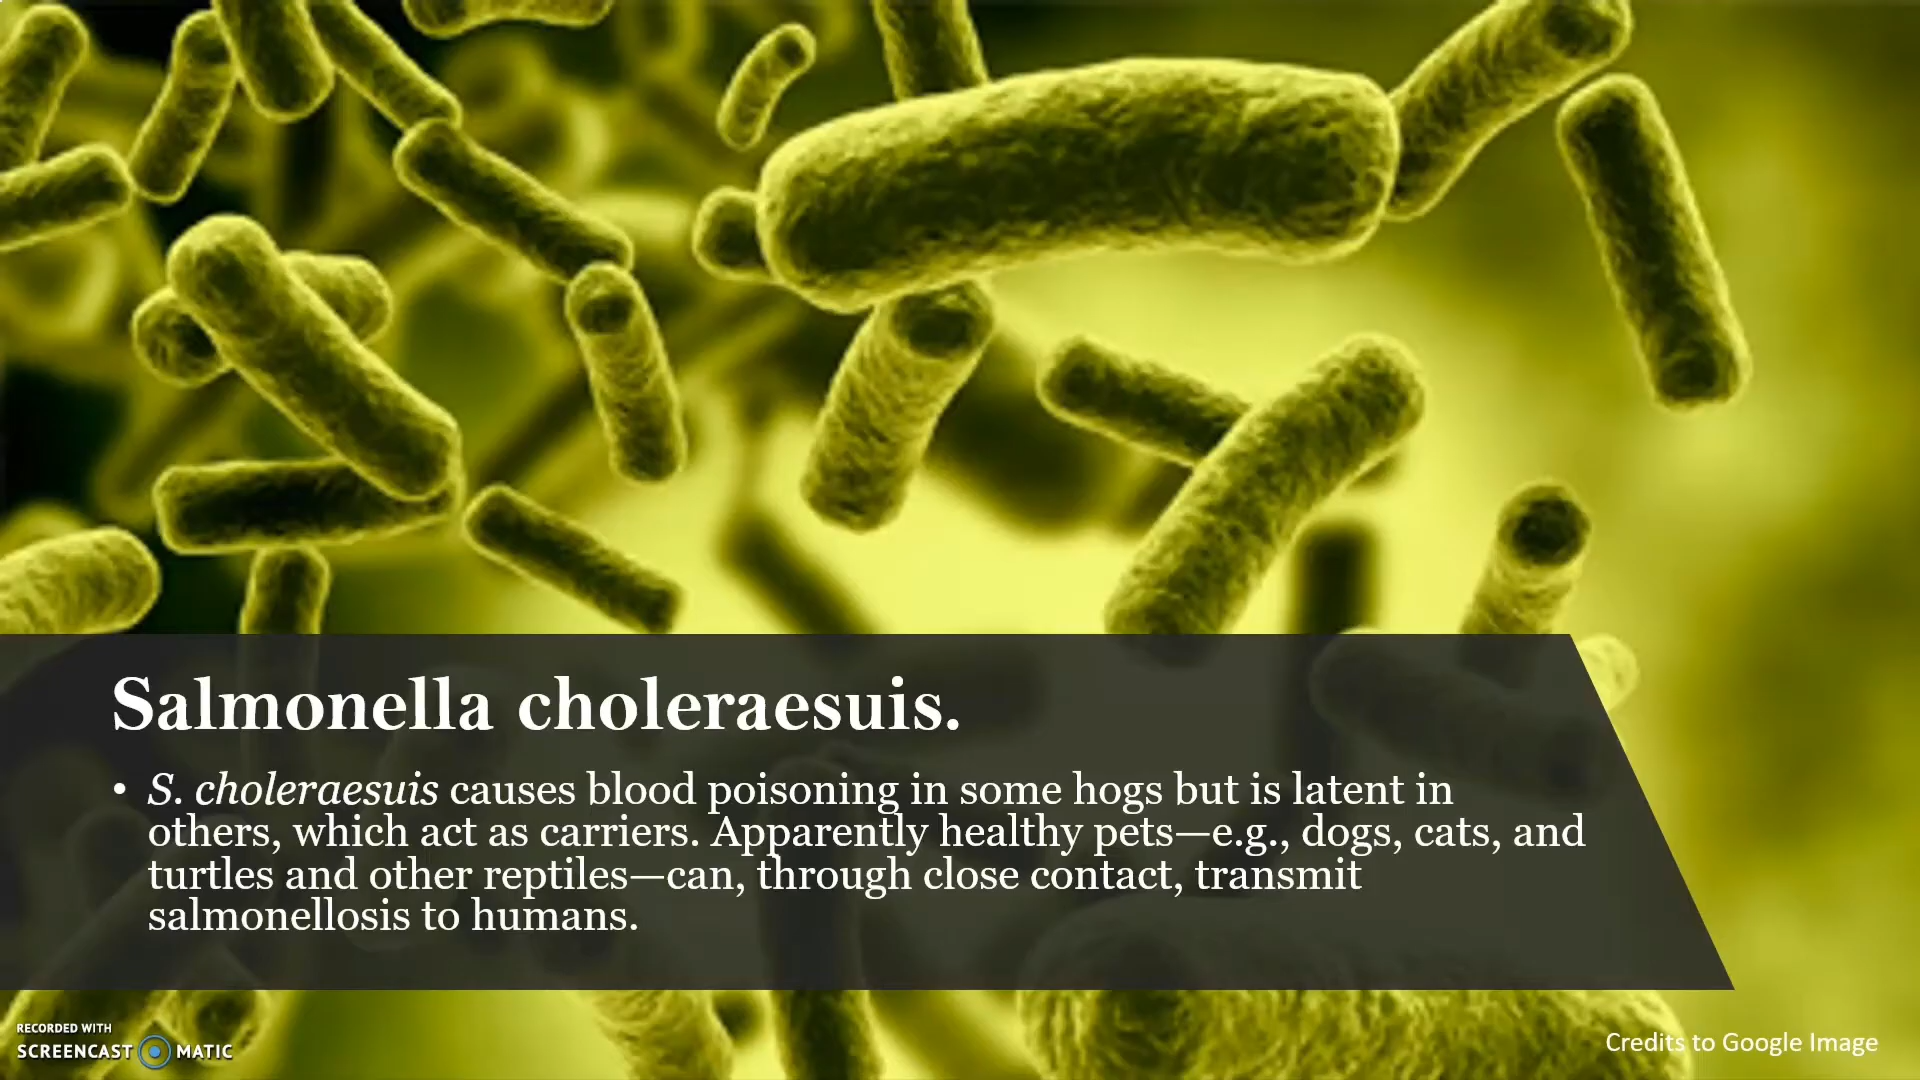 Salmonella choleraesuis.
• S. choleraesuis causes blood poisoning in some hogs but is latent in
others, which act as carriers. Apparently healthy pets—e.g., dogs, cats, and
turtles and other reptiles—can, through close contact, transmit
salmonellosis to humans.
RECORDED WITH
SCREENCAST MATIC
Credits to Google Image